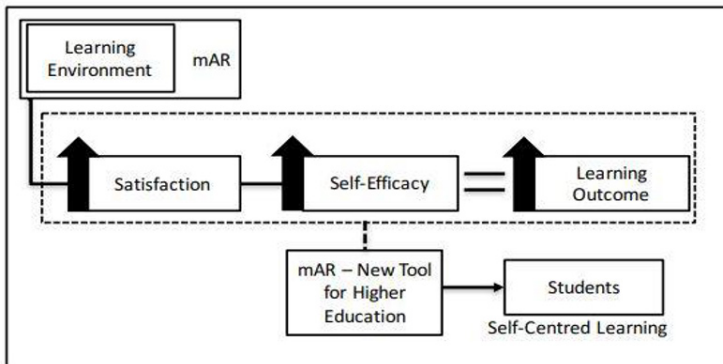 Learning
Environment
mAR
Satisfaction
Self-Efficacy
Learning
Outcome
mAR – New Tool
for Higher
Education
Students
Self-Centred Learning